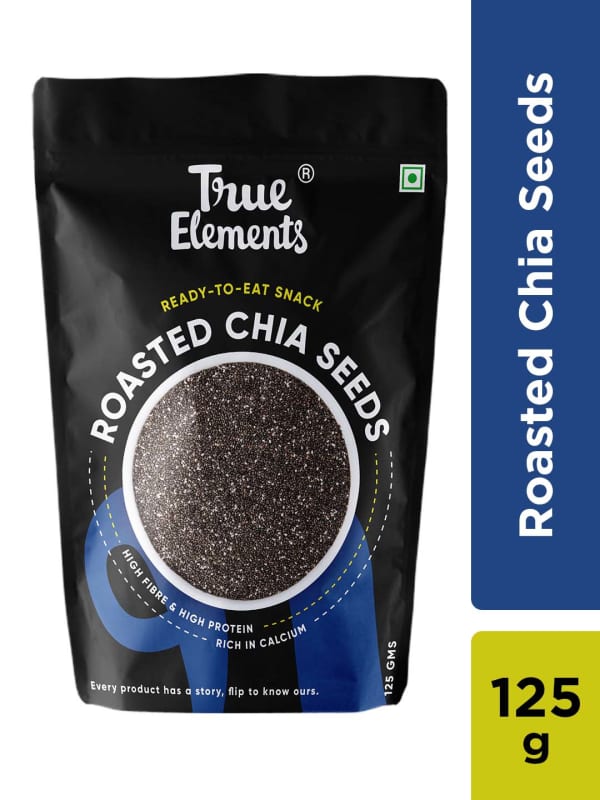 True ®
Elements
READY-TO-EAT SNACK
ROASTED CHIA SEEDS
HIGH FIBRE & HIGH PROTEIN
RICH IN CALCIUM
125 GMS
Every product has a story, flip to know ours.
Roasted Chia Seeds
125
g